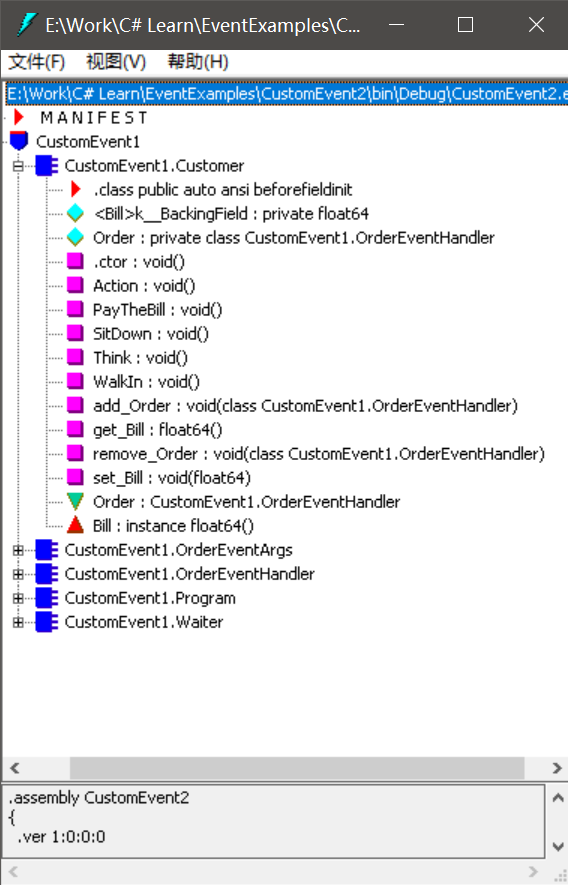 E:\Work\C# Learn\EventExamples\C...
文件(F) 视图(V) 帮助(H)
E:\Work\C# Learn\EventExamples\CustomEvent2\bin\Debug\CustomEvent2.e
M A N I F E S T
CustomEvent1
CustomEvent1.Customer
.class public auto ansi beforefieldinit
<Bill>k__BackingField : private float64
Order : private class CustomEvent1.OrderEventHandler
.ctor : void()
Action : void()
PayTheBill : void()
SitDown : void()
Think : void()
WalkIn : void()
add_Order : void(class CustomEvent1.OrderEventHandler)
get_Bill : float64()
remove_Order : void(class CustomEvent1.OrderEventHandler)
set_Bill : void(float64)
Order : CustomEvent1.OrderEventHandler
Bill : instance float64()
CustomEvent1.OrderEventArgs
CustomEvent1.OrderEventHandler
CustomEvent1.Program
CustomEvent1.Waiter
.assembly CustomEvent2
{
.ver 1:0:0:0